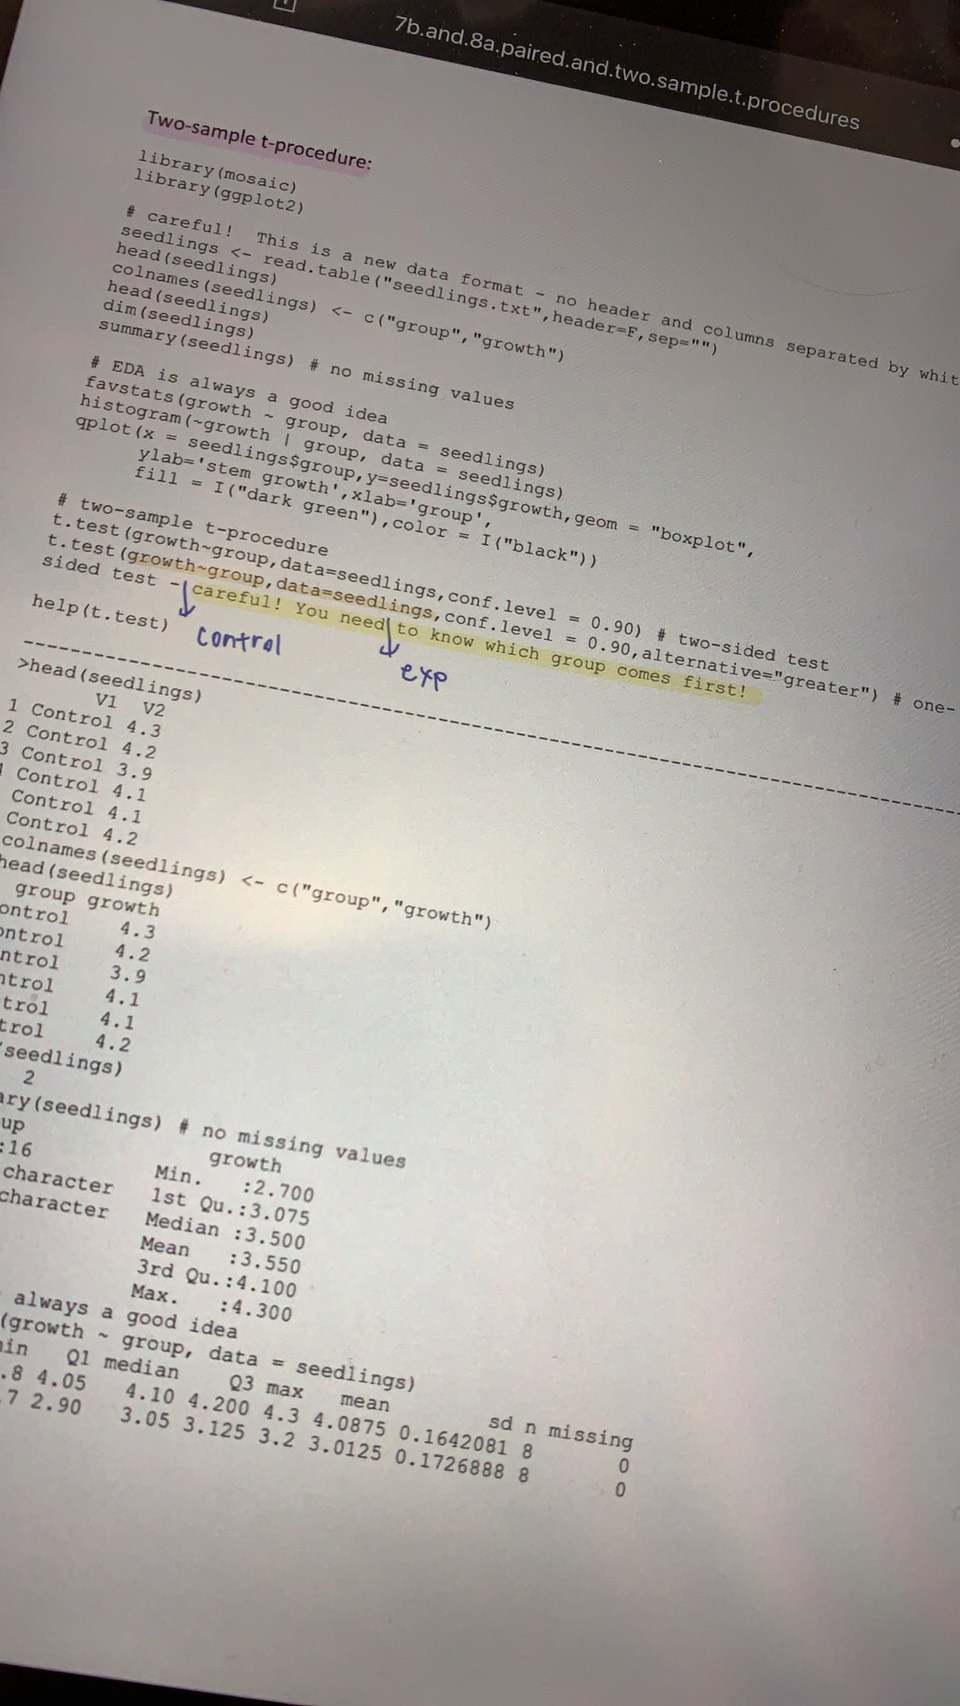 7b.and.8a.paired.and.two.sample.t.procedures
Two-sample t-procedure:
library(mosaic)
library(ggplot2)
# careful!  This is a new data format - no header and columns separated by whit
seedlings <- read.table("seedlings.txt",header=F,sep="")
head(seedlings)
colnames(seedlings) <- c("group","growth")
head(seedlings)
dim(seedlings)
summary(seedlings) # no missing values
# EDA is always a good idea
favstats(growth ~ group, data = seedlings)
histogram(~growth | group, data = seedlings)
qplot(x = seedlings$group,y=seedlings$growth,geom = "boxplot",
ylab='stem growth',xlab='group',
fill = I("dark green"),color = I("black"))
# two-sample t-procedure
t.test(growth~group,data=seedlings,conf.level = 0.90) # two-sided test
t.test(growth~group,data=seedlings,conf.level = 0.90,alternative="greater") # one-
sided test - careful! You need to know which group comes first!
control
exp
help(t.test)
>head(seedlings)
V1 V2
1 Control 4.3
2 Control 4.2
3 Control 3.9
Control 4.1
Control 4.1
Control 4.2
colnames(seedlings) <- c("group","growth")
head(seedlings)
group growth
ontrol 4.3
ontrol 4.2
ntrol 3.9
ntrol 4.1
trol 4.1
trol 4.2
seedlings)
2
ary(seedlings) # no missing values
up growth
:16 Min. :2.700
character 1st Qu.:3.075
character Median :3.500
Mean :3.550
3rd Qu.:4.100
Max. :4.300
always a good idea
(growth ~ group, data = seedlings)
in Q1 median Q3 max mean sd n missing
.8 4.05 4.10 4.200 4.3 4.0875 0.1642081 8 0
.7 2.90 3.05 3.125 3.2 3.0125 0.1726888 8 0